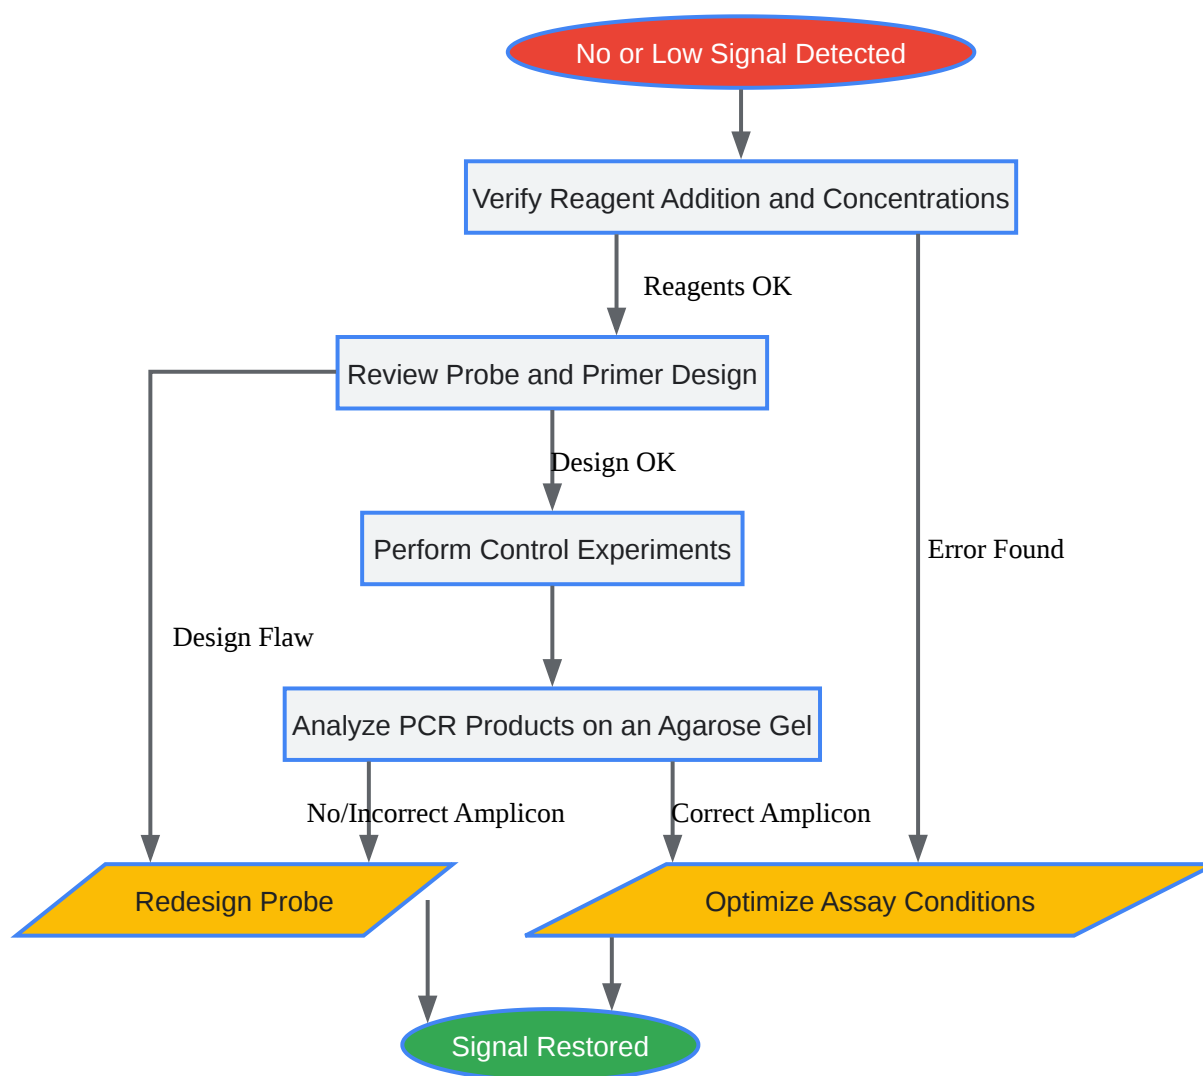 No or Low Signal Detected
Verify Reagent Addition and Concentrations
Reagents OK
Review Probe and Primer Design
Design OK
Perform Control Experiments
Error Found
Design Flaw
Analyze PCR Products on an Agarose Gel
No/Incorrect Amplicon
Correct Amplicon
Redesign Probe
Optimize Assay Conditions
Signal Restored